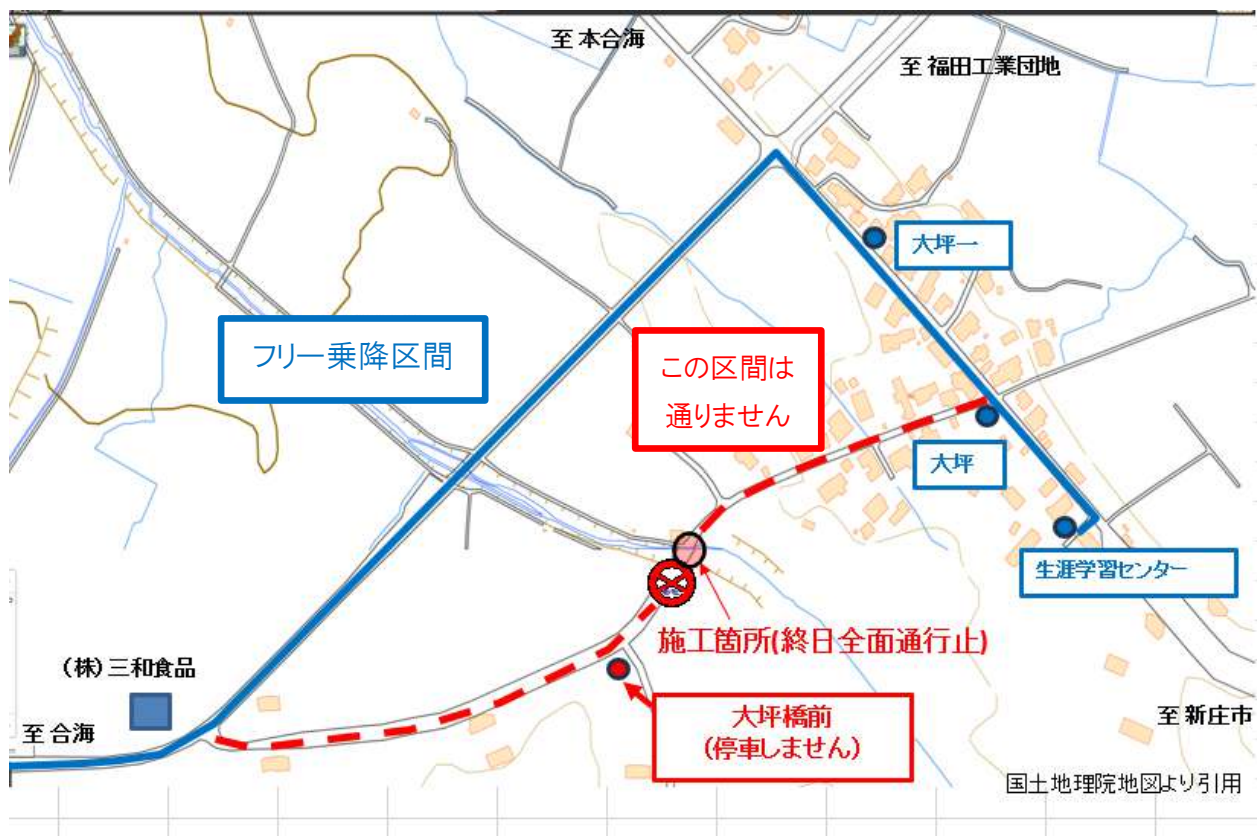 至 本合海
至 福田工業団地
大坪一
フリー乗降区間
この区間は
通りません
大坪
生涯学習センター
施工箇所(終日全面通行止)
(株)三和食品
大坪橋前
(停車しません)
至 合海
至 新庄市
国土地理院地図より引用